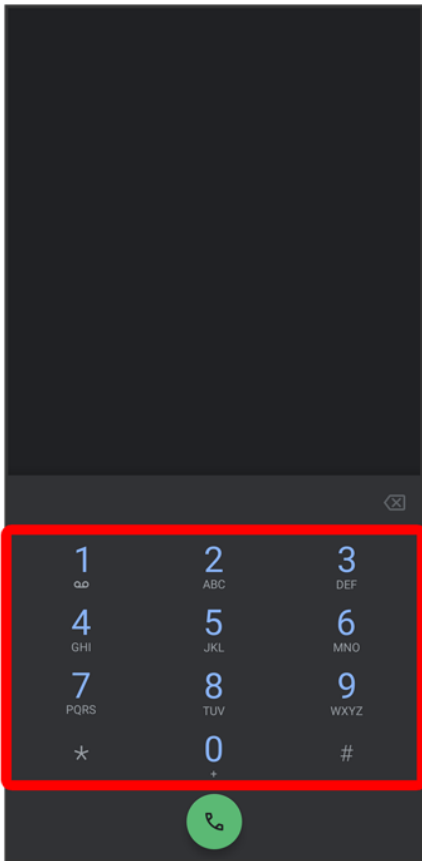 1 2 3
ABC DEF
4 5 6
GHI JKL MNO
7 8 9
PQRS TUV WXYZ
* 0 #
+